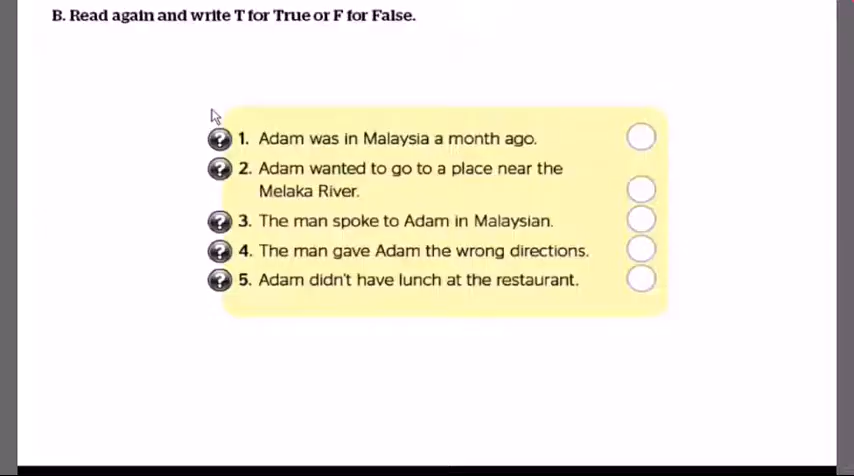 B. Read again and write T for True or F for False.
? 1. Adam was in Malaysia a month ago.
? 2. Adam wanted to go to a place near the
Melaka River.
? 3. The man spoke to Adam in Malaysian.
? 4. The man gave Adam the wrong directions.
? 5. Adam didn't have lunch at the restaurant.